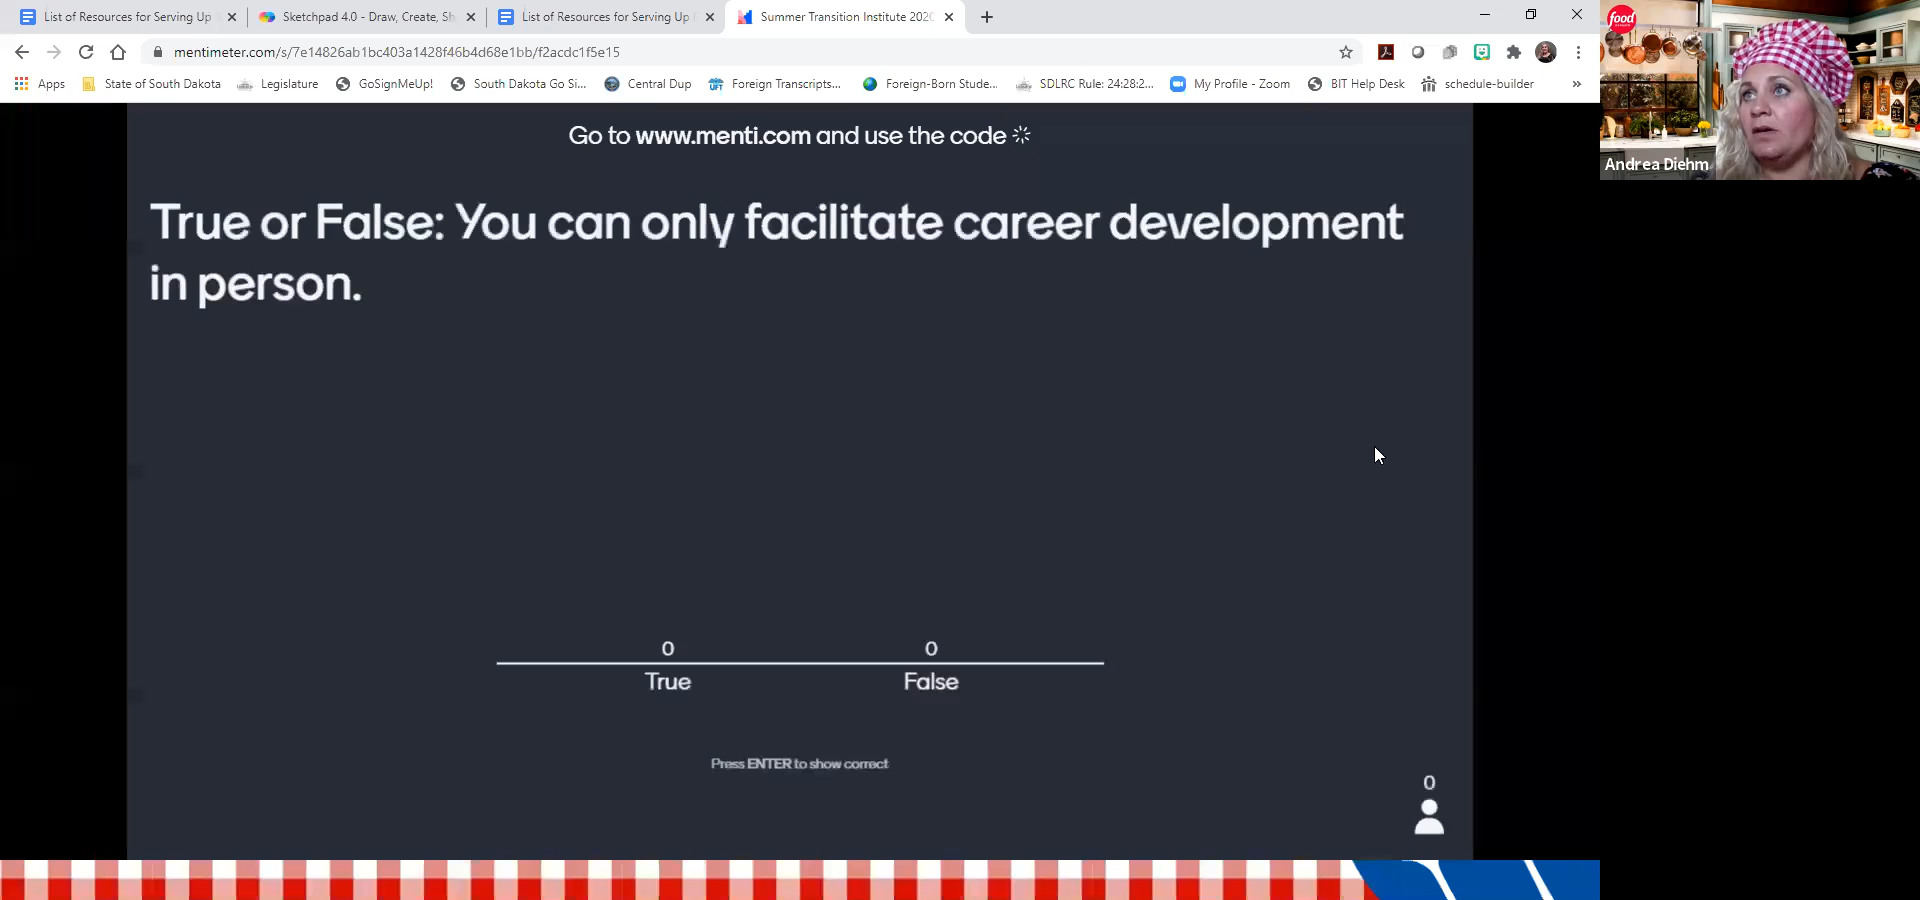 List of Resources for Serving Up
Sketchpad 4.0 - Draw, Create, Sh
List of Resources for Serving Up
Summer Transition Institute 2020
mentimeter.com/s/7e14826ab1bc403a1428f46b4d68e1bb/f2acdc1f5e15
Apps
State of South Dakota
Legislature
GoSignMeUp!
South Dakota Go Si...
Central Dup
Foreign Transcripts...
Foreign-Born Stude...
SDLRC Rule: 24:28:2...
My Profile - Zoom
BIT Help Desk
schedule-builder
»
food
Andrea Diehm
Go to www.menti.com and use the code
True or False: You can only facilitate career development
in person.
0 0
True False
Press ENTER to show correct
0